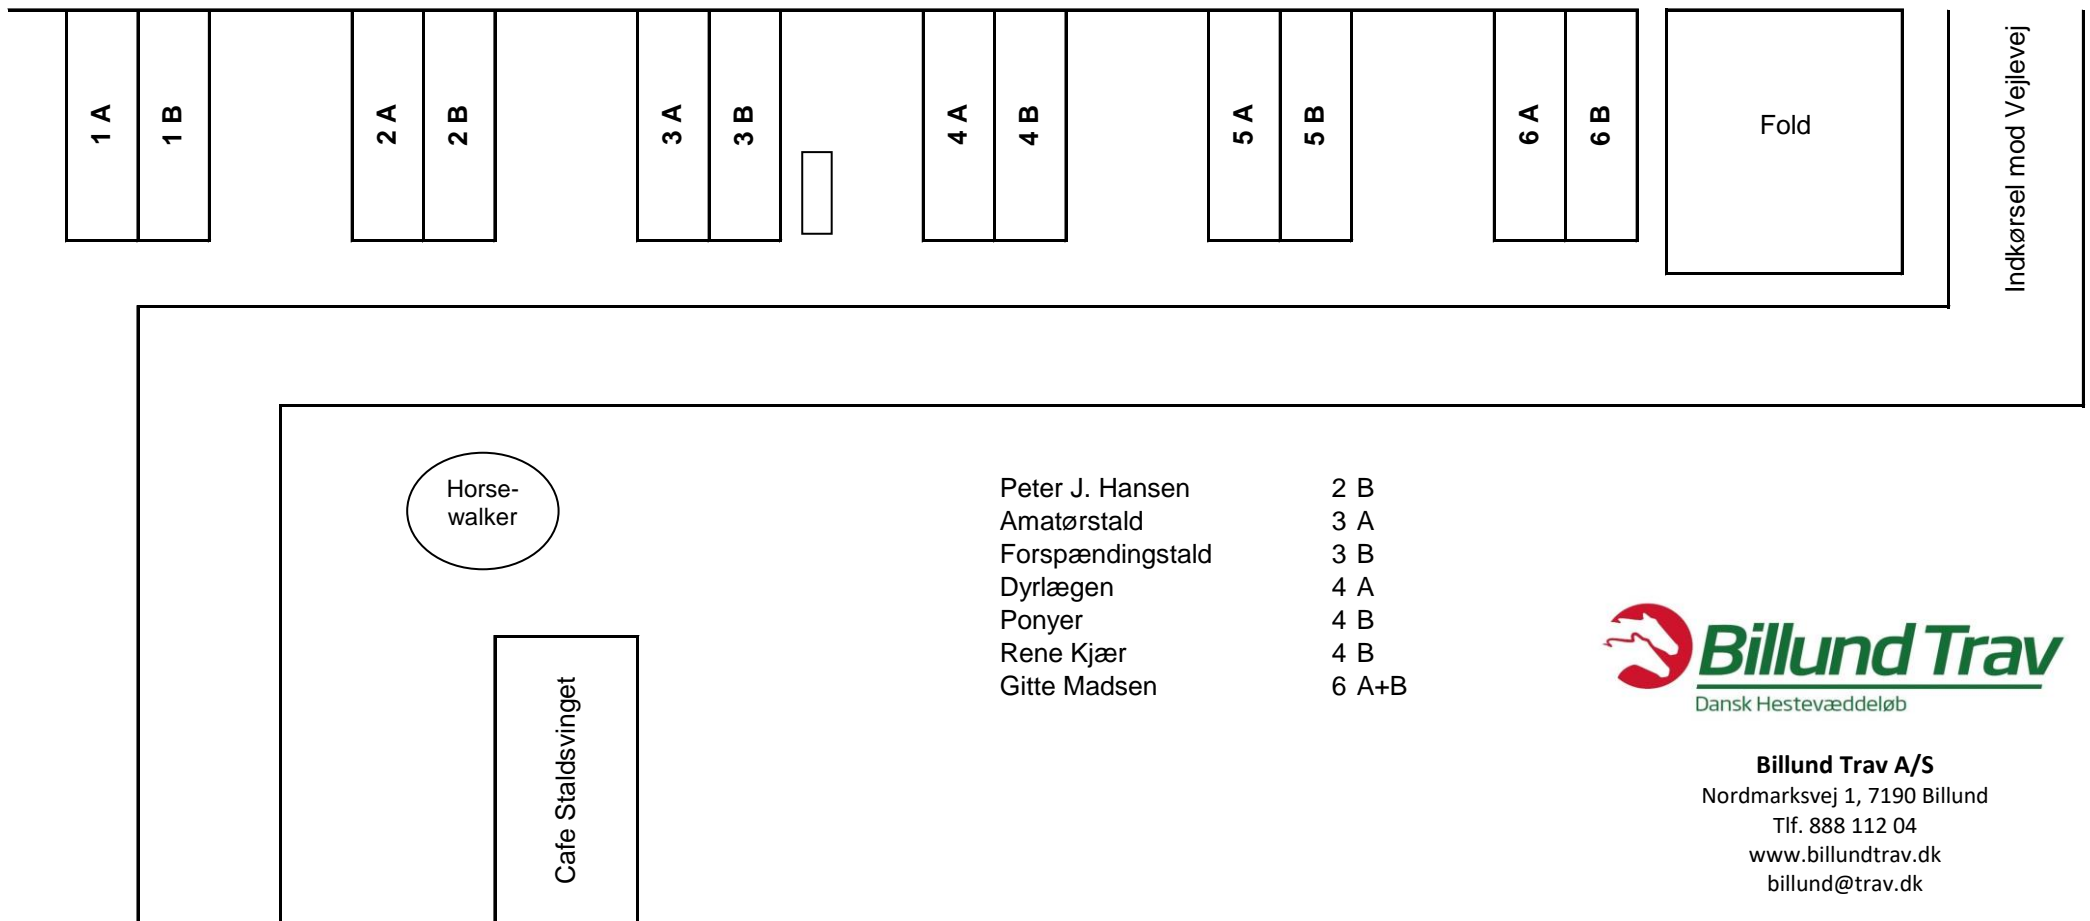 1 A
1 B
2 A
2 B
3 A
3 B
4 A
4 B
5 A
5 B
6 A
6 B
Fold
Indkørsel mod Vejlevej
Horse-
walker
Cafe Staldsvinget
Peter J. Hansen 2 B
Amatørstald 3 A
Forspændingstald 3 B
Dyrlægen 4 A
Ponyer 4 B
Rene Kjær 4 B
Gitte Madsen 6 A+B
Billund Trav
Dansk Hestevæddeløb
Billund Trav A/S
Nordmarksvej 1, 7190 Billund
Tlf. 888 112 04
www.billundtrav.dk
billund@trav.dk